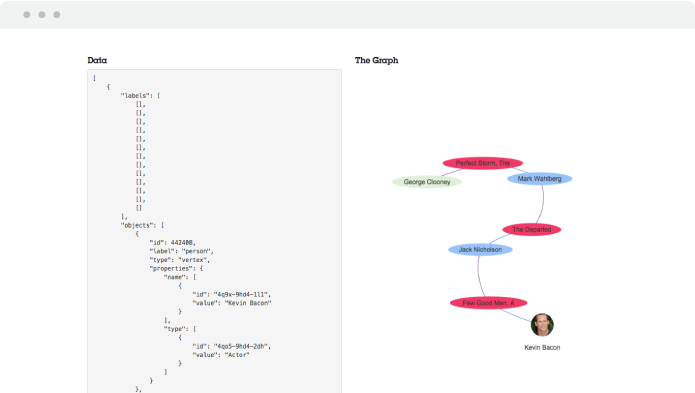 Data
[
{
"labels": [
[],
[],
[],
[],
[],
[],
[],
[],
[],
[],
[],
[],
[]
],
"objects": [
{
"id": 442408,
"label": "person",
"type": "vertex",
"properties": {
"name": [
{
"id": "4q9x-9hd4-1l1",
"value": "Kevin Bacon"
}
],
"type": [
{
"id": "4qo5-9hd4-2dh",
"value": "Actor"
}
]
}
},
The Graph
Perfect Storm, The
George Clooney
Mark Wahlberg
The Departed
Jack Nicholson
Few Good Men, A
Kevin Bacon